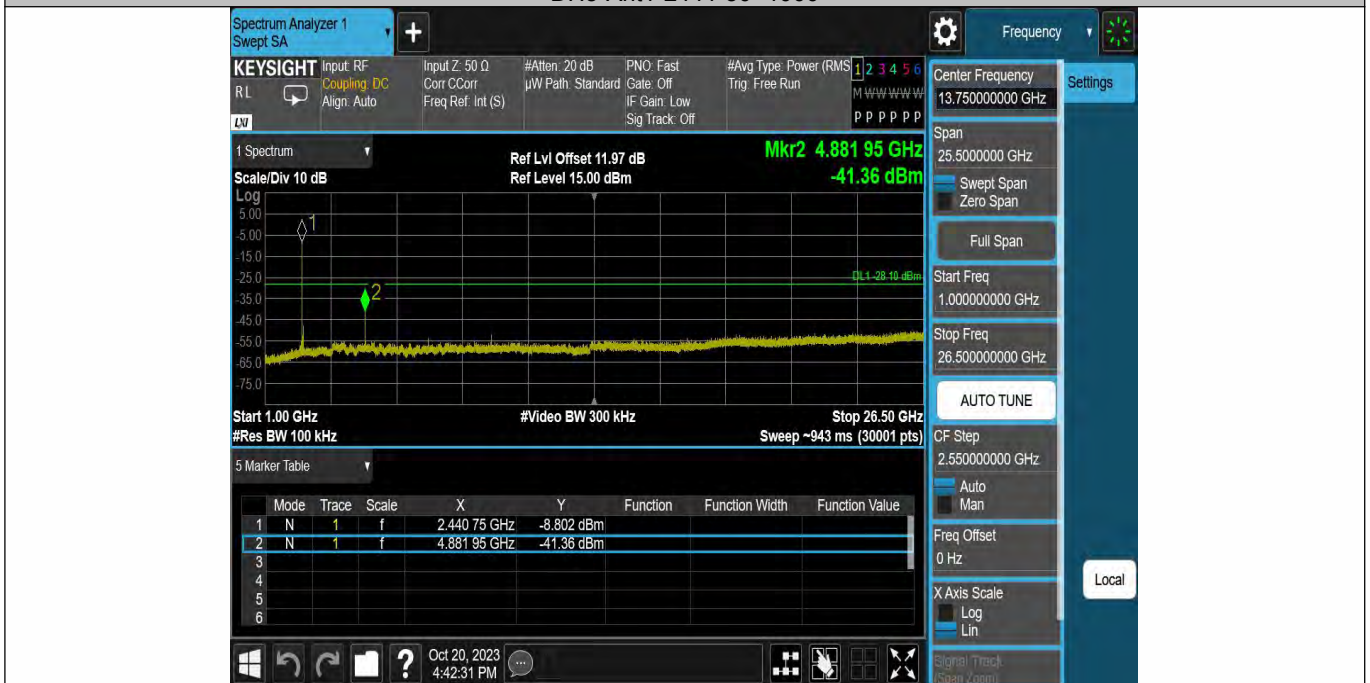 Spectrum Analyzer 1
Swept SA
+
Frequency
KEYSIGHT
RL
LXI
Input: RF
Coupling: DC
Align: Auto
Input Z: 50 Ω
Corr CCorr
Freq Ref: Int (S)
#Atten: 20 dB
µW Path: Standard
PNO: Fast
Gate: Off
IF Gain: Low
Sig Track: Off
#Avg Type: Power (RMS
Trig: Free Run
1 2 3 4 5 6
M W W W W W
P P P P P P
Center Frequency
13.750000000 GHz
Settings
1 Spectrum
Scale/Div 10 dB
Ref Lvl Offset 11.97 dB
Ref Level 15.00 dBm
Mkr2 4.881 95 GHz
-41.36 dBm
Span
25.5000000 GHz
Swept Span
Zero Span
Full Span
Log
5.00
-5.00
-15.0
-25.0
-35.0
-45.0
-55.0
-65.0
-75.0
1
2
DL1 -28.10 dBm
Start Freq
1.000000000 GHz
Stop Freq
26.500000000 GHz
AUTO TUNE
Start 1.00 GHz
#Video BW 300 kHz
Stop 26.50 GHz
#Res BW 100 kHz
Sweep ~943 ms (30001 pts)
CF Step
2.550000000 GHz
Auto
Man
5 Marker Table
Mode Trace Scale X Y Function Function Width Function Value
1 N 1 f 2.440 75 GHz -8.802 dBm
2 N 1 f 4.881 95 GHz -41.36 dBm
3
4
5
6
Freq Offset
0 Hz
Local
X Axis Scale
Log
Lin
Signal Track
(Span Zoom)
?
Oct 20, 2023
4:42:31 PM